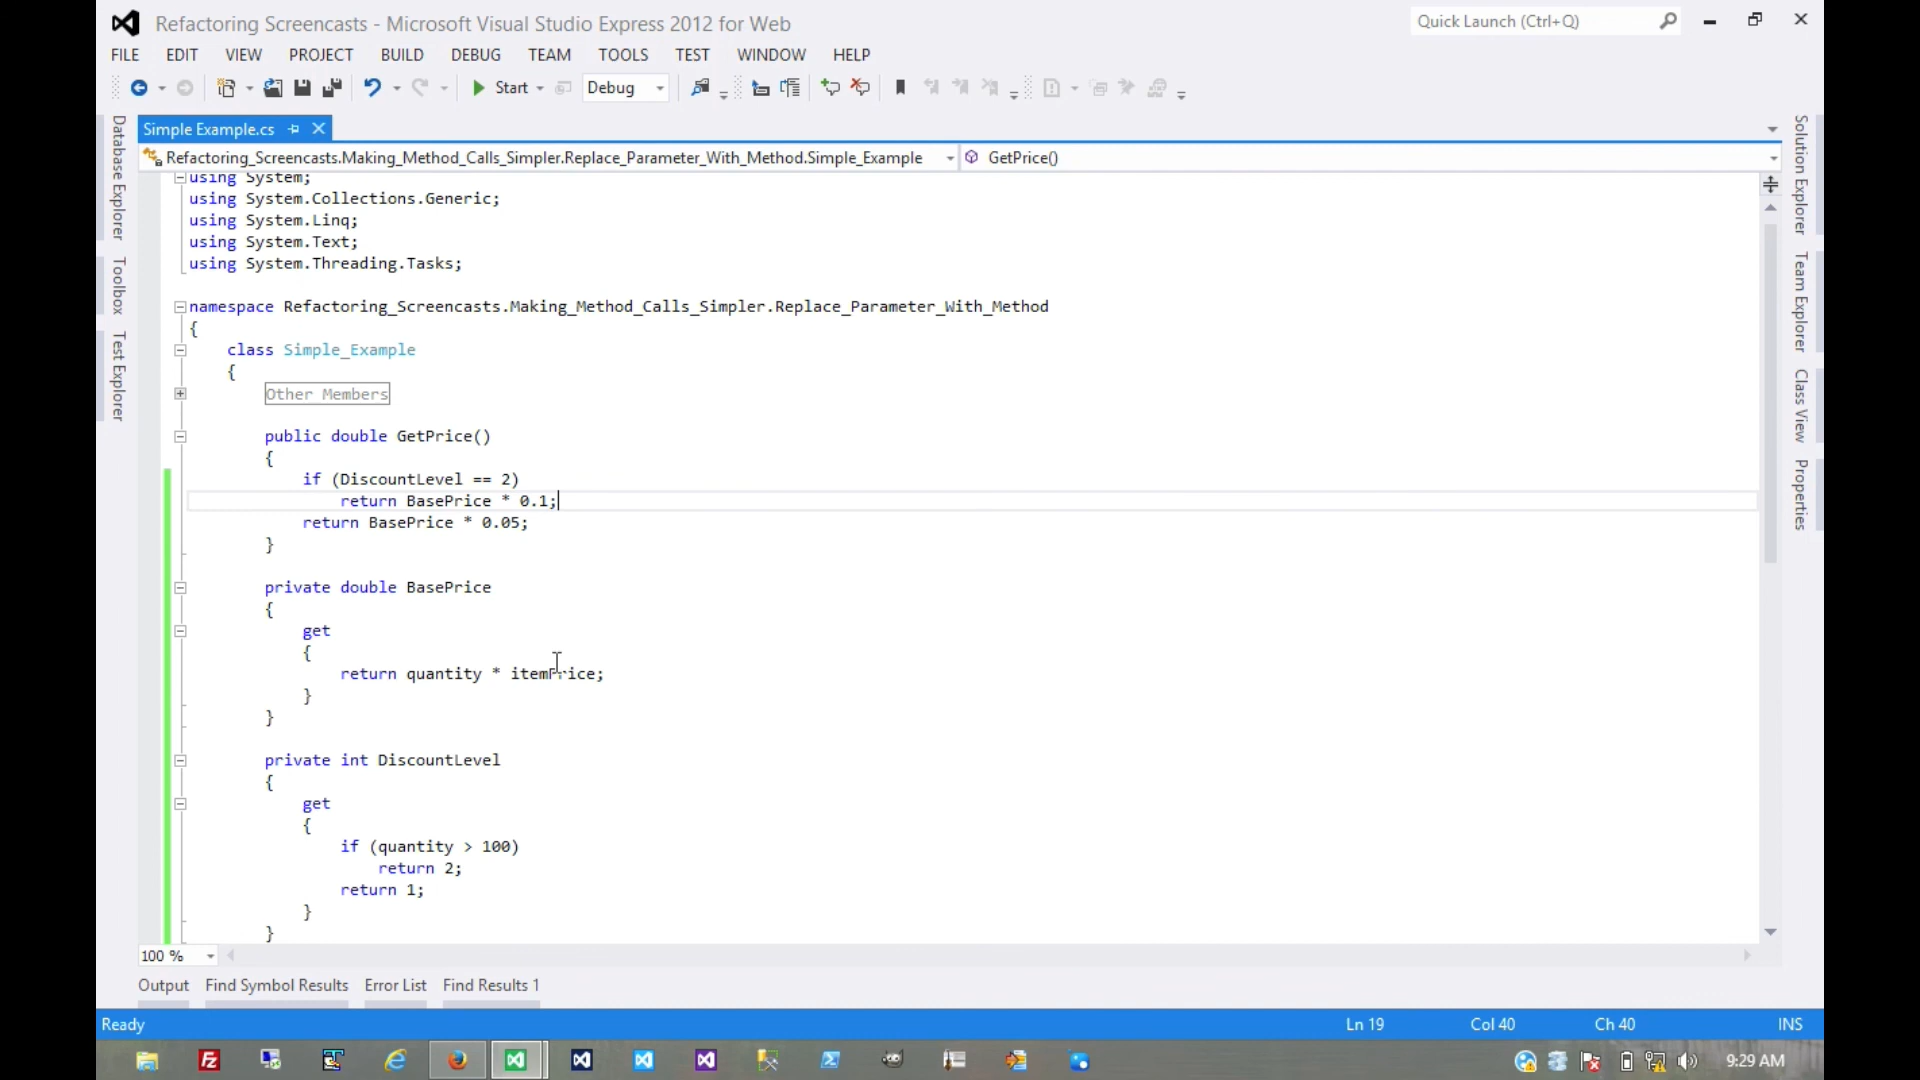 Refactoring Screencasts - Microsoft Visual Studio Express 2012 for Web
Quick Launch (Ctrl+Q)
FILE EDIT VIEW PROJECT BUILD DEBUG TEAM TOOLS TEST WINDOW HELP
Start Debug
Simple Example.cs
Refactoring_Screencasts.Making_Method_Calls_Simpler.Replace_Parameter_With_Method.Simple_Example GetPrice()
Database Explorer
Toolbox
Test Explorer
using System;
using System.Collections.Generic;
using System.Linq;
using System.Text;
using System.Threading.Tasks;
namespace Refactoring_Screencasts.Making_Method_Calls_Simpler.Replace_Parameter_With_Method
{
class Simple_Example
{
Other Members
public double GetPrice()
{
if (DiscountLevel == 2)
return BasePrice * 0.1;
return BasePrice * 0.05;
}
private double BasePrice
{
get
{
return quantity * itemPrice;
}
}
private int DiscountLevel
{
get
{
if (quantity > 100)
return 2;
return 1;
}
}
Solution Explorer
Team Explorer
Class View
Properties
100 %
Output Find Symbol Results Error List Find Results 1
Ready Ln 19 Col 40 Ch 40 INS
9:29 AM